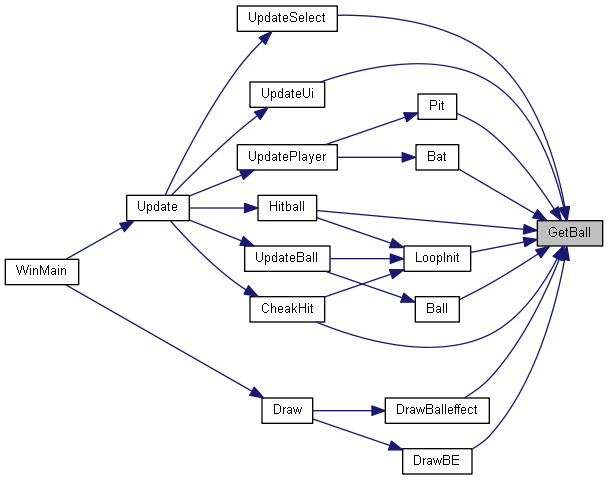 UpdateSelect
UpdateUi
Pit
UpdatePlayer
Bat
Update
Hitball
GetBall
UpdateBall
LoopInit
WinMain
CheakHit
Ball
Draw
DrawBalleffect
DrawBE